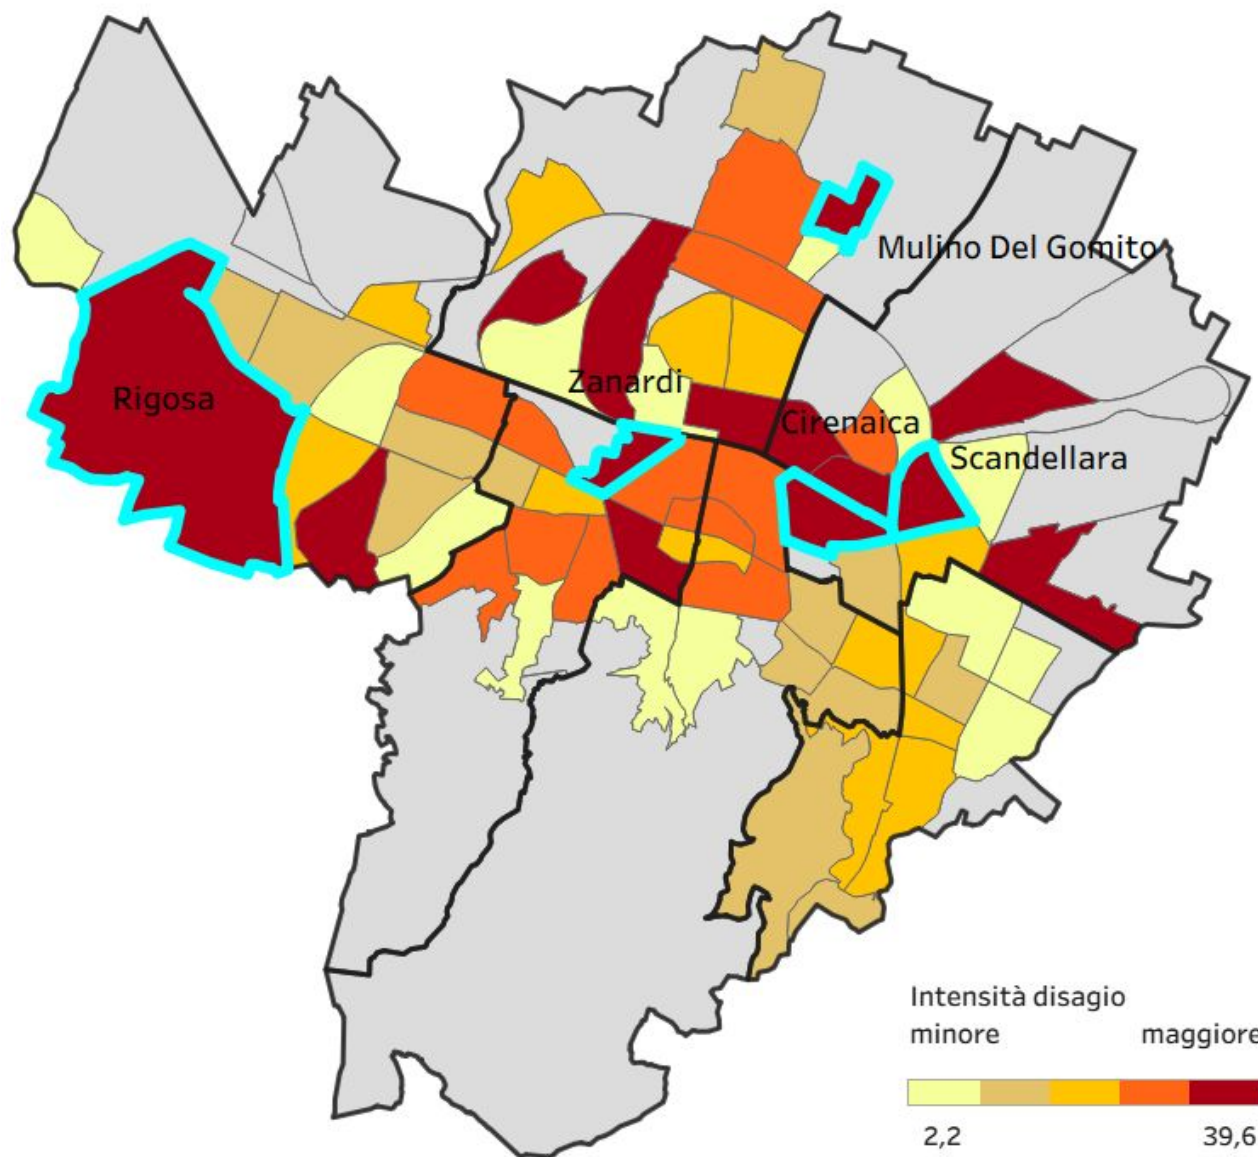 Mulino Del Gomito
Zanardi
Rigosa
Cirenaica
Scandellara
Intensità disagio
minore maggiore
2,2 39,6